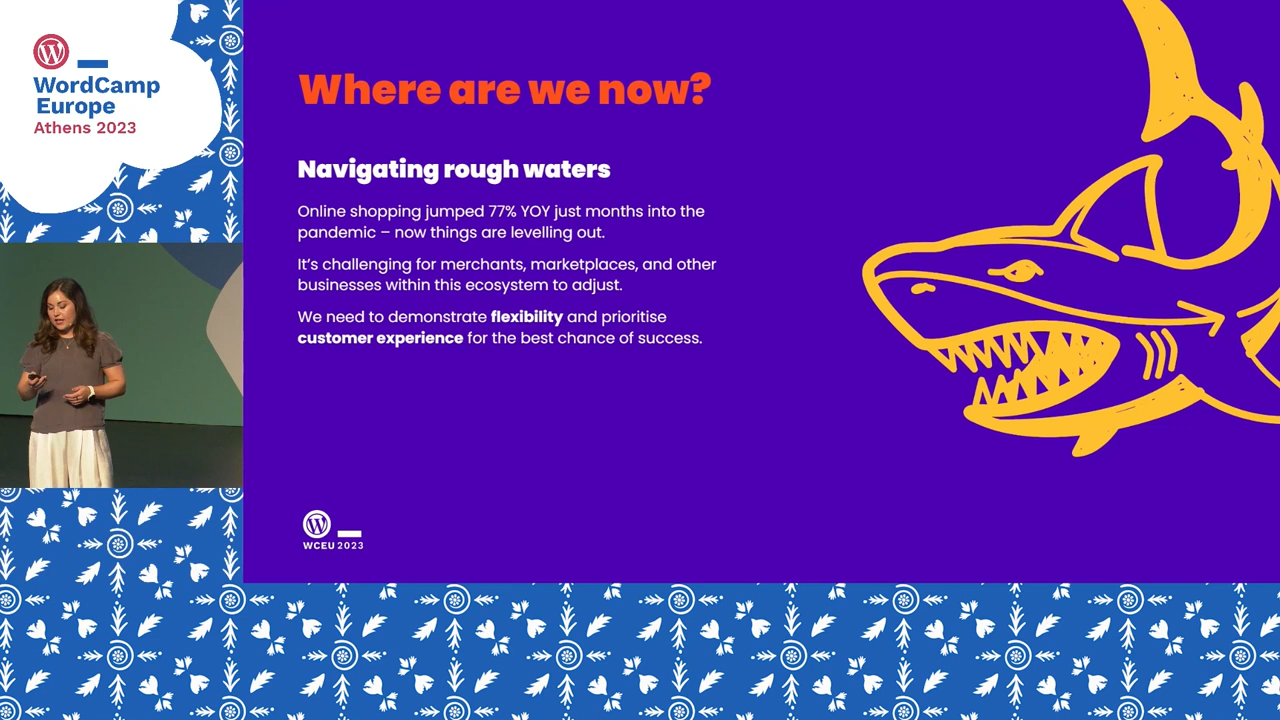 WordCamp
Europe
Athens 2023
Where are we now?
Navigating rough waters
Online shopping jumped 77% YOY just months into the
pandemic – now things are levelling out.
It's challenging for merchants, marketplaces, and other
businesses within this ecosystem to adjust.
We need to demonstrate flexibility and prioritise
customer experience for the best chance of success.
WCEU 2023